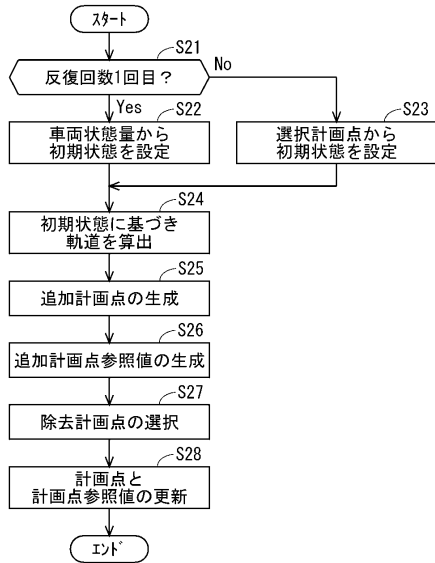 スタート
S21
反復回数1回目？
No
Yes
S22
車両状態量から
初期状態を設定
S23
選択計画点から
初期状態を設定
S24
初期状態に基づき
軌道を算出
S25
追加計画点の生成
S26
追加計画点参照値の生成
S27
除去計画点の選択
S28
計画点と
計画点参照値の更新
エンド